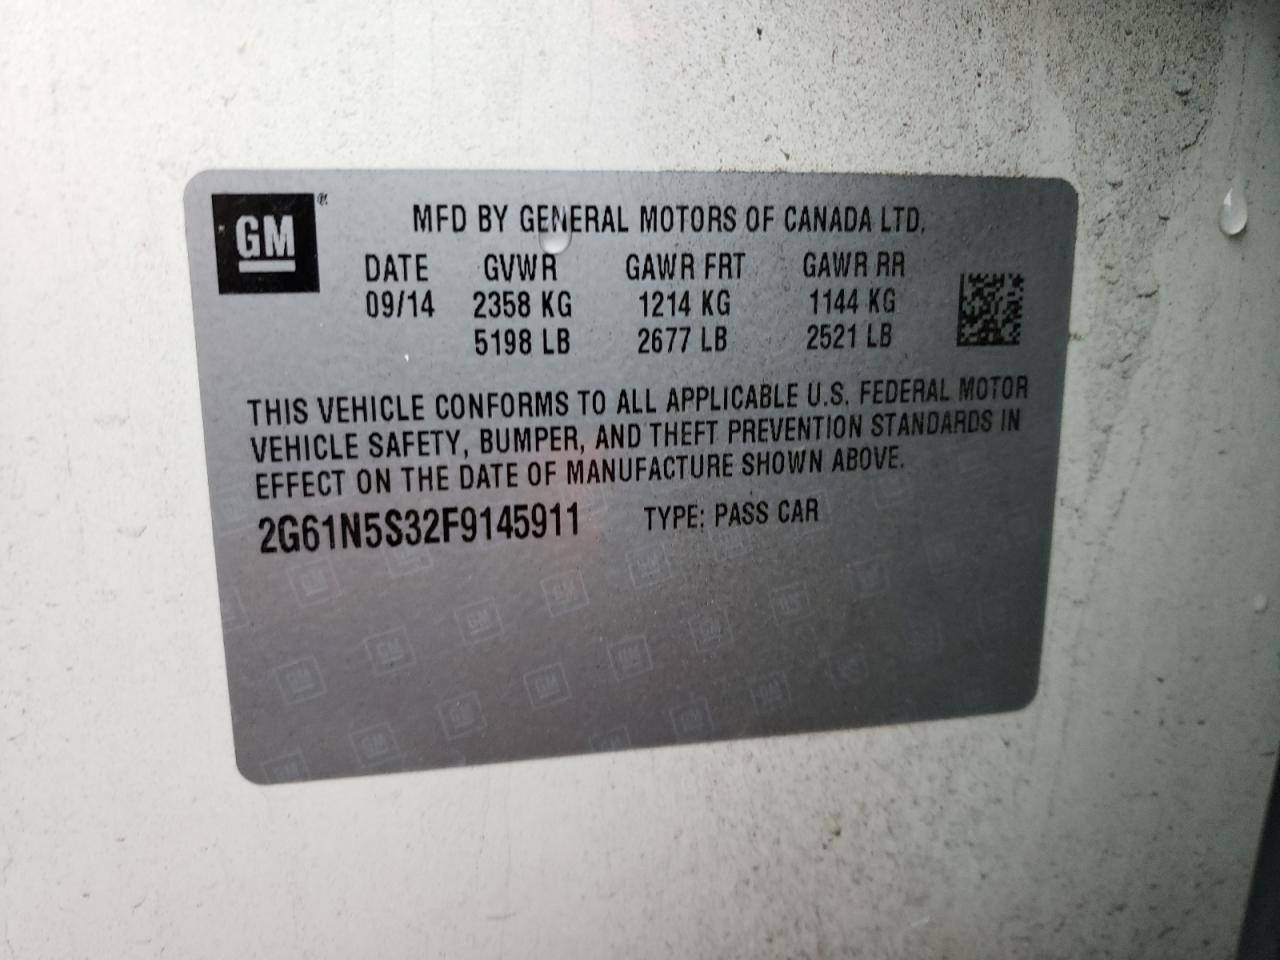 GM®
MFD BY GENERAL MOTORS OF CANADA LTD.
DATE GVWR GAWR FRT GAWR RR
09/14 2358 KG 1214 KG 1144 KG
5198 LB 2677 LB 2521 LB
THIS VEHICLE CONFORMS TO ALL APPLICABLE U.S. FEDERAL MOTOR
VEHICLE SAFETY, BUMPER, AND THEFT PREVENTION STANDARDS IN
EFFECT ON THE DATE OF MANUFACTURE SHOWN ABOVE.
2G61N5S32F9145911 TYPE: PASS CAR